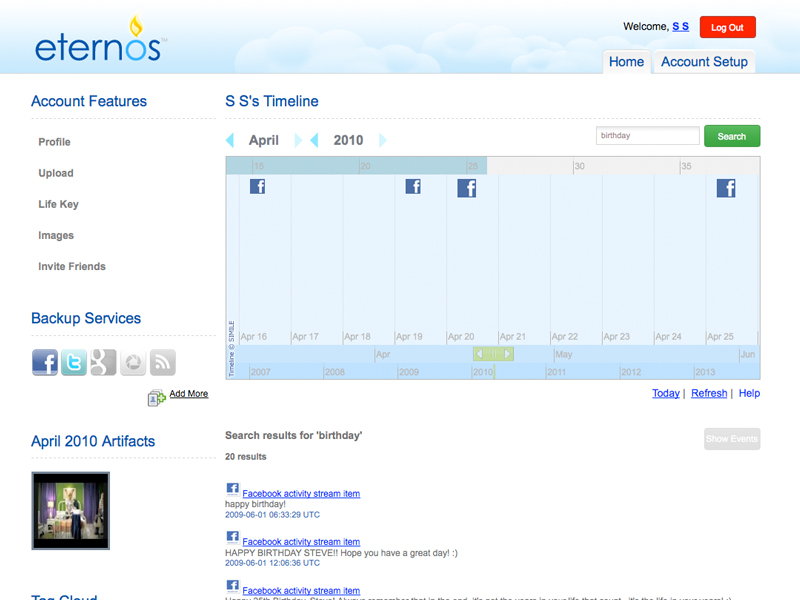 eternos
Welcome, S S
Log Out
Home
Account Setup
Account Features
Profile
Upload
Life Key
Images
Invite Friends
Backup Services
Add More
April 2010 Artifacts
Tag Cloud
S S's Timeline
April 2010
birthday
Search
15 20 25 30 35
Timeline © SIMILE
Apr 16 Apr 17 Apr 18 Apr 19 Apr 20 Apr 21 Apr 22 Apr 23 Apr 24 Apr 25
Apr May Jun
2007 2008 2009 2010 2011 2012 2013
Today | Refresh | Help
Search results for 'birthday'
Show Events
20 results
Facebook activity stream item
happy birthday!
2009-06-01 06:33:29 UTC
Facebook activity stream item
HAPPY BIRTHDAY STEVE!! Hope you have a great day! :)
2009-06-01 12:06:36 UTC
Facebook activity stream item